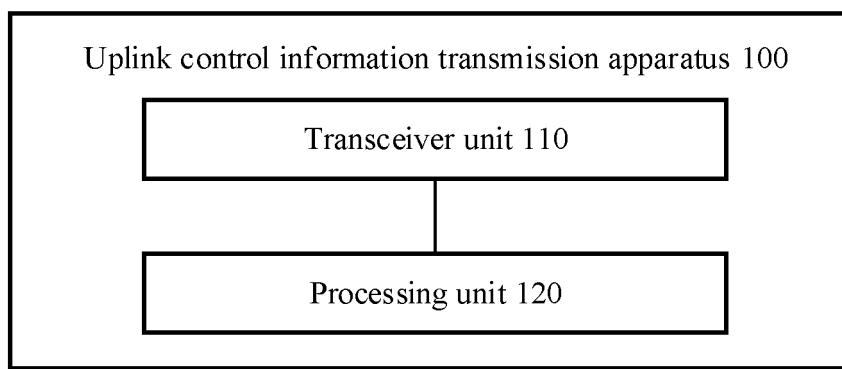 Uplink control information transmission apparatus 100
Transceiver unit 110
Processing unit 120